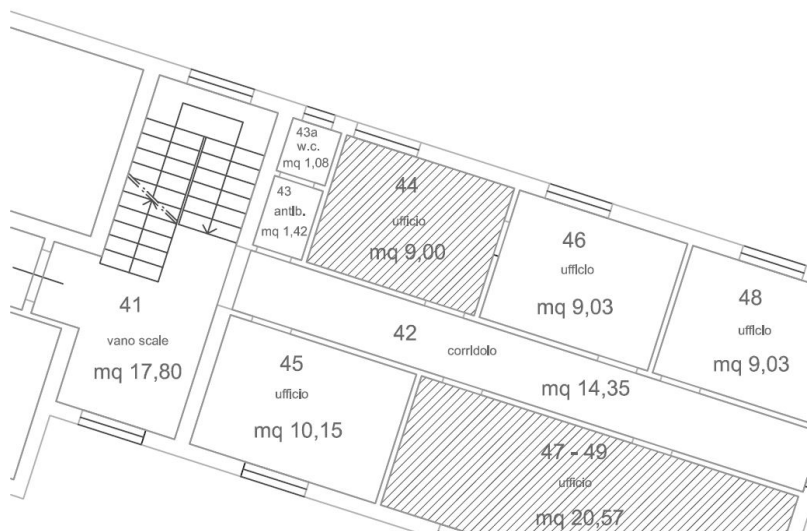 43a
w.c.
mq 1,08
43
antib.
mq 1,42
44
ufficio
mq 9,00
46
ufficio
mq 9,03
48
ufficio
mq 9,03
41
vano scale
mq 17,80
42
corridoio
mq 14,35
45
ufficio
mq 10,15
47 - 49
ufficio
mq 20,57